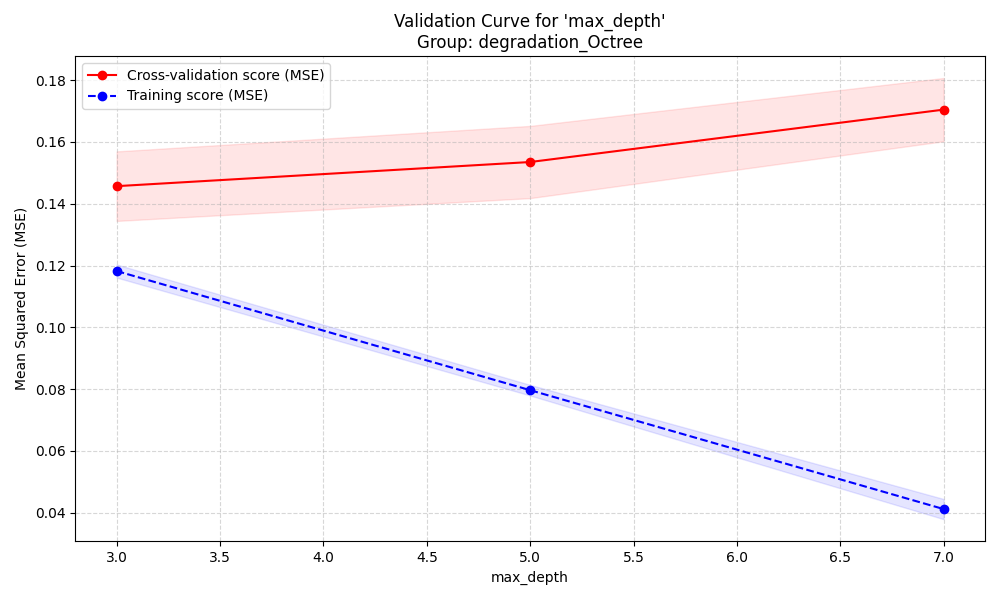 Validation Curve for 'max_depth'
Group: degradation_Octree
Cross-validation score (MSE)
Training score (MSE)
Mean Squared Error (MSE)
0.18
0.16
0.14
0.12
0.10
0.08
0.06
0.04
3.0 3.5 4.0 4.5 5.0 5.5 6.0 6.5 7.0
max_depth